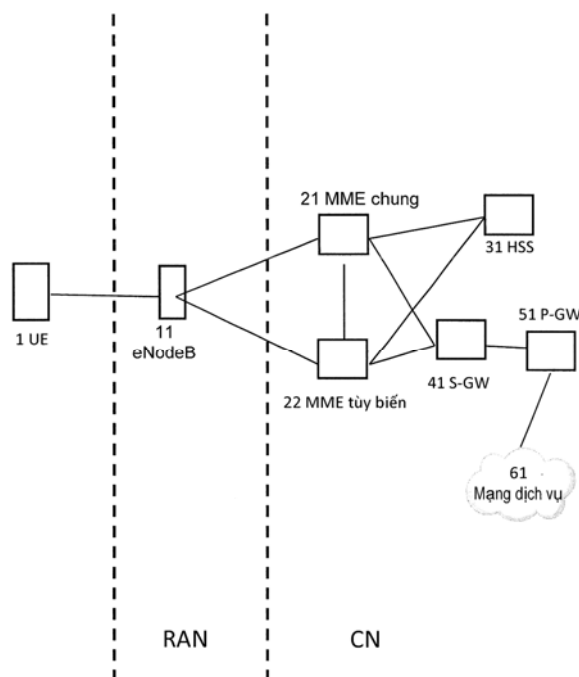 21 MME chung
31 HSS
1 UE
11
eNodeB
51 P-GW
22 MME tùy biến
41 S-GW
61
Mạng dịch vụ
RAN
CN